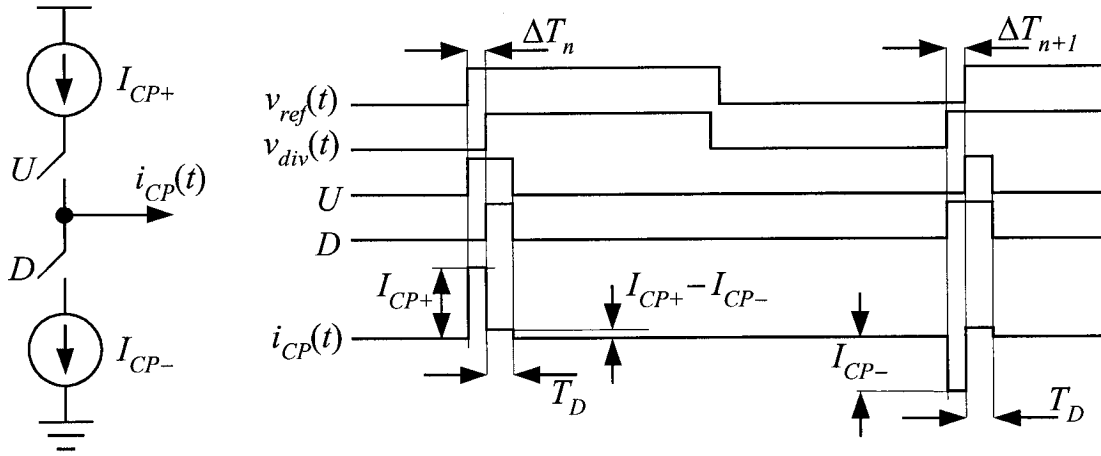 I_{CP+}
U
i_{CP}(t)
D
I_{CP−}
ΔT_n
ΔT_{n+1}
v_{ref}(t)
v_{div}(t)
U
D
I_{CP+}
I_{CP+} − I_{CP−}
i_{CP}(t)
I_{CP−}
T_D
T_D